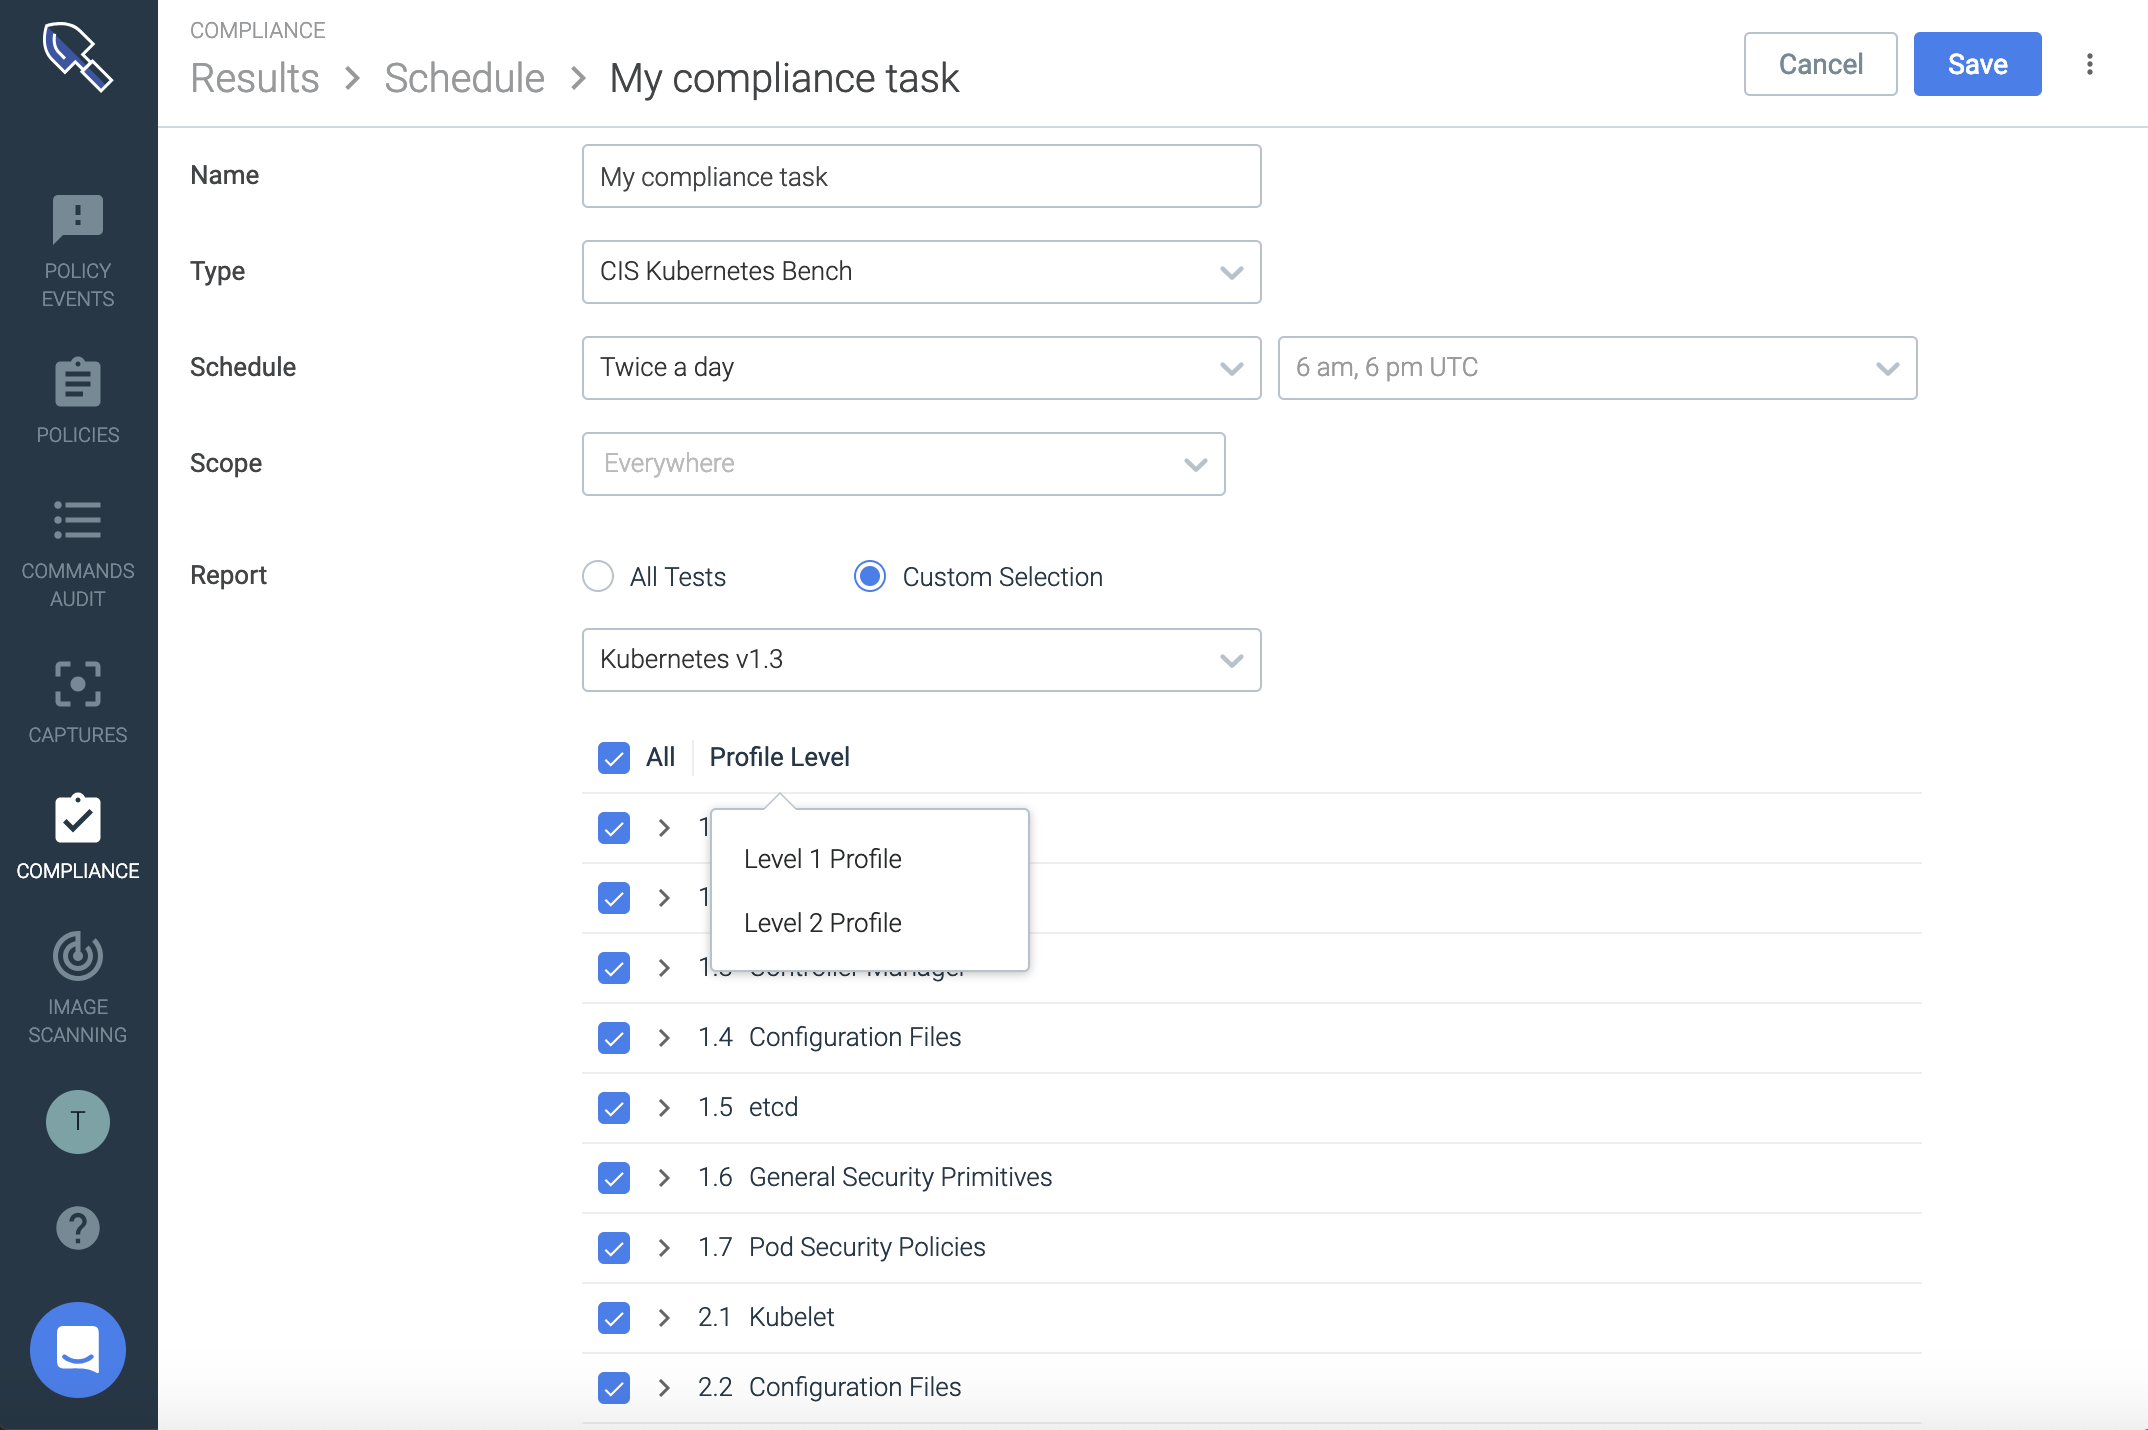 COMPLIANCE
Results > Schedule > My compliance task
Cancel
Save
POLICY
EVENTS
POLICIES
COMMANDS
AUDIT
CAPTURES
COMPLIANCE
IMAGE
SCANNING
T
?
Name
My compliance task
Type
CIS Kubernetes Bench
Schedule
Twice a day
6 am, 6 pm UTC
Scope
Everywhere
Report
All Tests
Custom Selection
Kubernetes v1.3
All
Profile Level
Level 1 Profile
Level 2 Profile
1
1
1.3 Controller Manager
1.4 Configuration Files
1.5 etcd
1.6 General Security Primitives
1.7 Pod Security Policies
2.1 Kubelet
2.2 Configuration Files